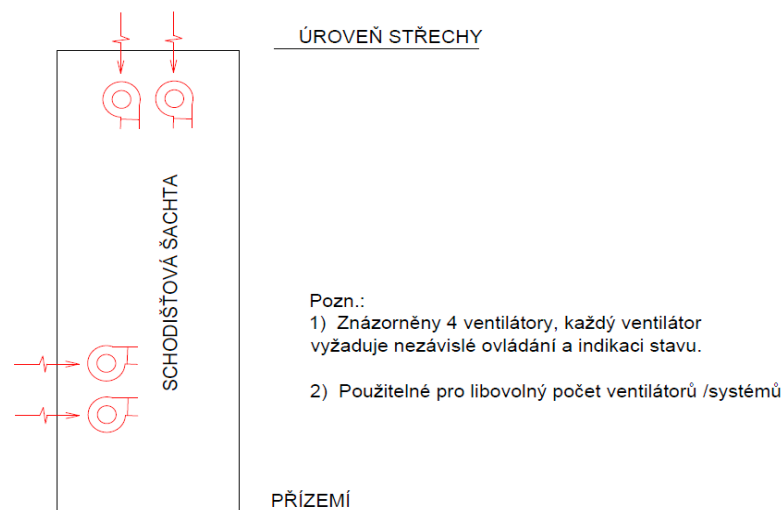 ÚROVEŇ STŘECHY
SCHODIŠŤOVÁ ŠACHTA
Pozn.:
1) Znázorněny 4 ventilátory, každý ventilátor
vyžaduje nezávislé ovládání a indikaci stavu.
2) Použitelné pro libovolný počet ventilátorů /systémů
PŘÍZEMÍ